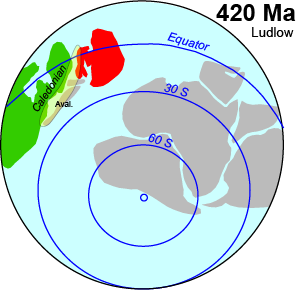 420 Ma
Ludlow
Equator
Caledonian
Aval.
30 S
60 S